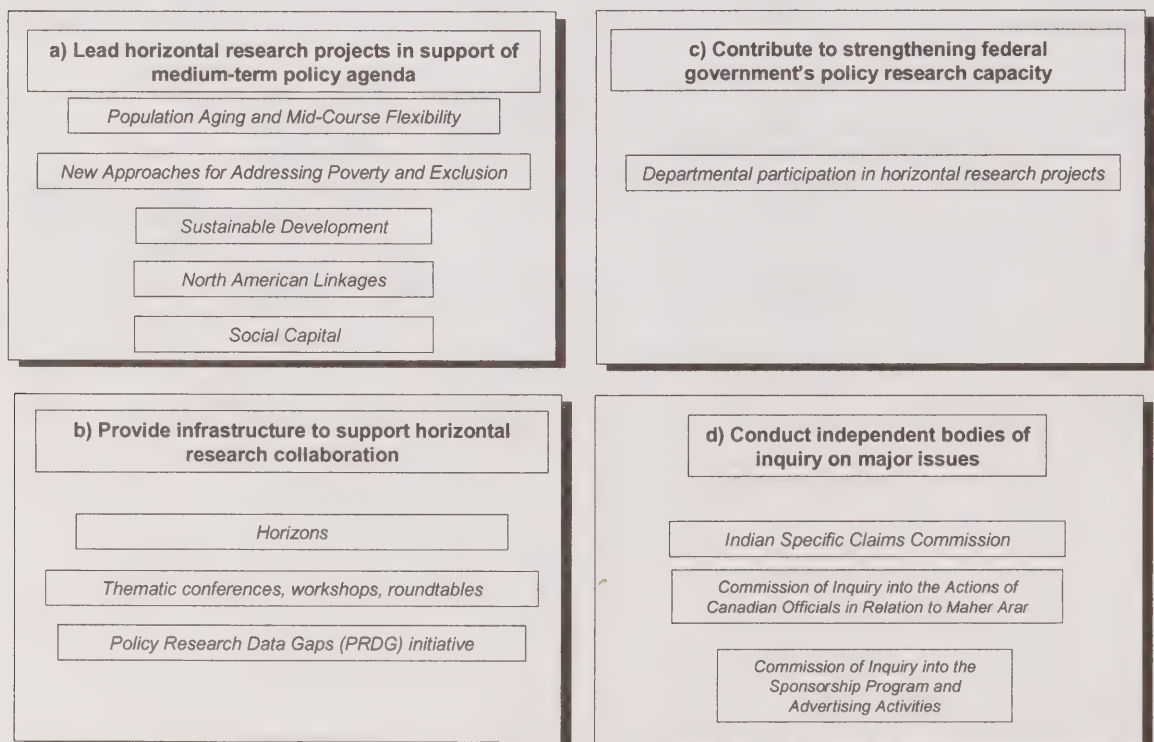 a) Lead horizontal research projects in support of
medium-term policy agenda
Population Aging and Mid-Course Flexibility
New Approaches for Addressing Poverty and Exclusion
Sustainable Development
North American Linkages
Social Capital
b) Provide infrastructure to support horizontal
research collaboration
Horizons
Thematic conferences, workshops, roundtables
Policy Research Data Gaps (PRDG) initiative
c) Contribute to strengthening federal
government's policy research capacity
Departmental participation in horizontal research projects
d) Conduct independent bodies of
inquiry on major issues
Indian Specific Claims Commission
Commission of Inquiry into the Actions of
Canadian Officials in Relation to Maher Arar
Commission of Inquiry into the
Sponsorship Program and
Advertising Activities